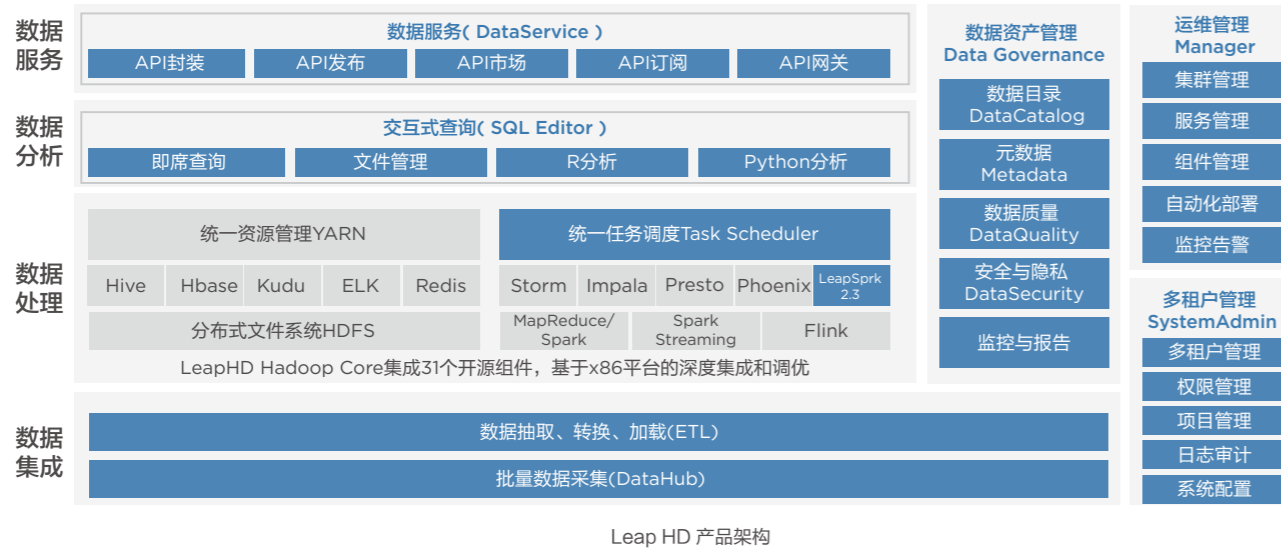 数据
服务
数据服务( DataService )
API封装
API发布
API市场
API订阅
API网关
数据
分析
交互式查询( SQL Editor )
即席查询
文件管理
R分析
Python分析
数据
处理
统一资源管理YARN
统一任务调度Task Scheduler
Hive
Hbase
Kudu
ELK
Redis
Storm
Impala
Presto
Phoenix
LeapSprk
2.3
分布式文件系统HDFS
MapReduce/
Spark
Spark
Streaming
Flink
LeapHD Hadoop Core集成31个开源组件，基于x86平台的深度集成和调优
数据
集成
数据抽取、转换、加载(ETL)
批量数据采集(DataHub)
数据资产管理
Data Governance
数据目录
DataCatalog
元数据
Metadata
数据质量
DataQuality
安全与隐私
DataSecurity
监控与报告
运维管理
Manager
集群管理
服务管理
组件管理
自动化部署
监控告警
多租户管理
SystemAdmin
多租户管理
权限管理
项目管理
日志审计
系统配置
Leap HD 产品架构